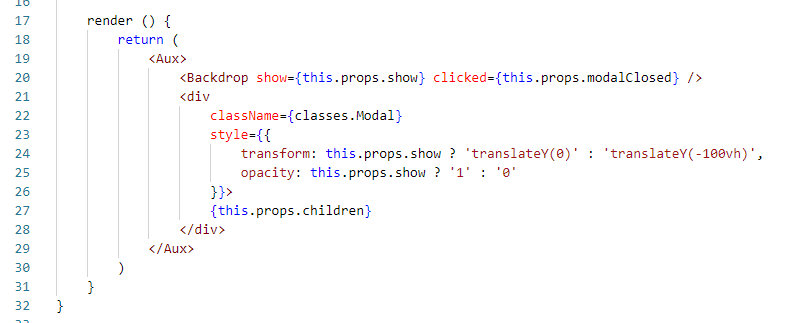 17 render () {
18 return (
19 <Aux>
20 <Backdrop show={this.props.show} clicked={this.props.modalClosed} />
21 <div
22 className={classes.Modal}
23 style={{
24 transform: this.props.show ? 'translateY(0)' : 'translateY(-100vh)',
25 opacity: this.props.show ? '1' : '0'
26 }}>
27 {this.props.children}
28 </div>
29 </Aux>
30 )
31 }
32 }